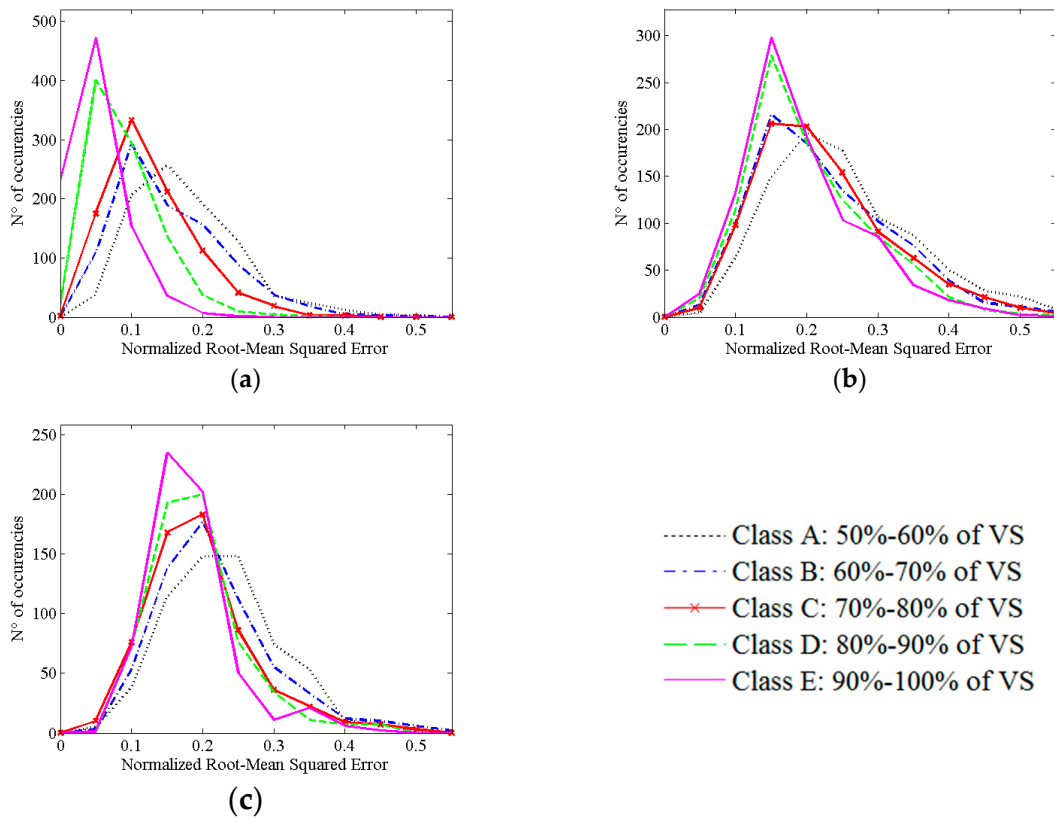 500
400
300
200
100
0
N° of occurencies
0 0.1 0.2 0.3 0.4 0.5
Normalized Root-Mean Squared Error
(a)
300
250
200
150
100
50
0
N° of occurencies
0 0.1 0.2 0.3 0.4 0.5
Normalized Root-Mean Squared Error
(b)
250
200
150
100
50
0
N° of occurencies
0 0.1 0.2 0.3 0.4 0.5
Normalized Root-Mean Squared Error
(c)
Class A: 50%-60% of VS
Class B: 60%-70% of VS
Class C: 70%-80% of VS
Class D: 80%-90% of VS
Class E: 90%-100% of VS